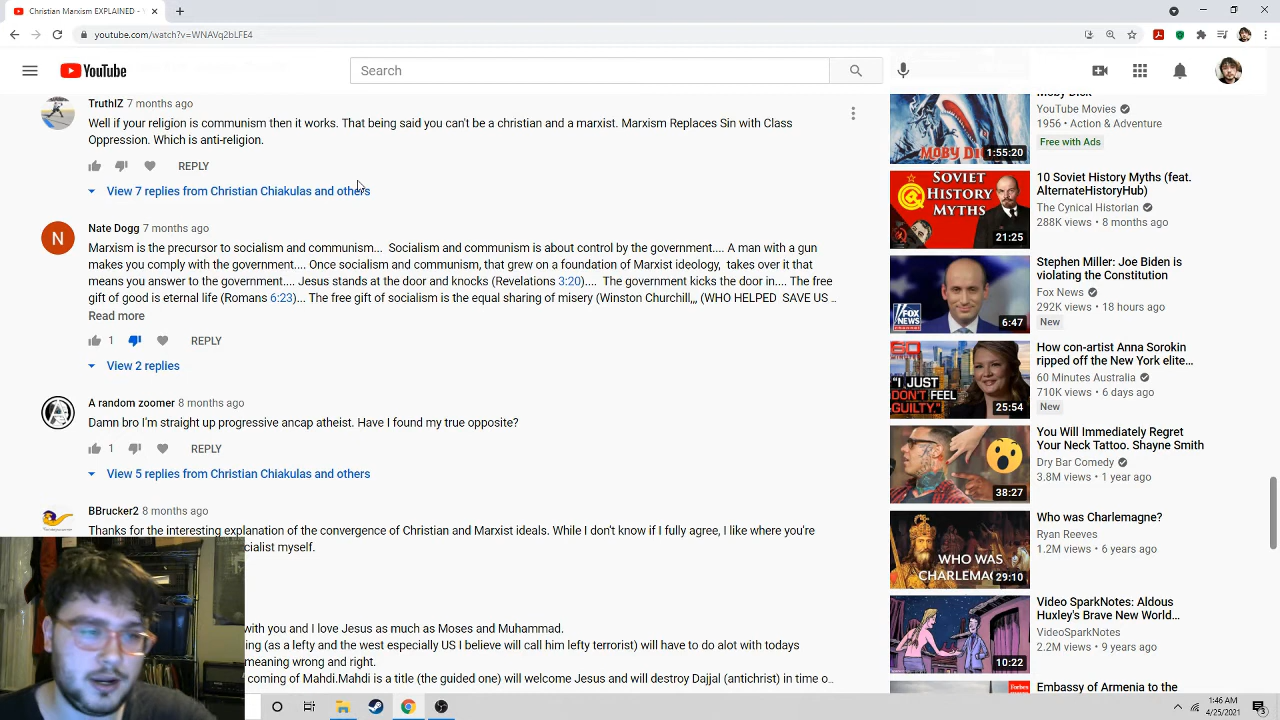 Christian Marxism EXPLAINED -
youtube.com/watch?v=WNAVq2bLFE4
YouTube
Search
TruthIZ 7 months ago
Well if your religion is communism then it works. That being said you can't be a christian and a marxist. Marxism Replaces Sin with Class
Oppression. Which is anti-religion.
REPLY
View 7 replies from Christian Chiakulas and others
N
Nate Dogg 7 months ago
Marxism is the precursor to socialism and communism... Socialism and communism is about control by the government.... A man with a gun
makes you comply with the government.... Once socialism and communism, that grew on a foundation of Marxist ideology, takes over it that
means you answer to the government.... Jesus stands at the door and knocks (Revelations 3:20).... The government kicks the door in.... The free
gift of good is eternal life (Romans 6:23)... The free gift of socialism is the equal sharing of misery (Winston Churchill,,, (WHO HELPED SAVE US ..
Read more
1 REPLY
View 2 replies
A random zoomer 8 months ago
Damn bro I'm straight impressive ancap atheist. Have I found my
1 REPLY
View 5 replies from Christian Chiakulas and others
BBrucker2 8 months ago
Thanks for the interesting explanation of the convergence of Christian and Marxist ideals. While I don't know if I fully agree, I like where you're
cialist myself.
with you and I love Jesus as much as Moses and Muhammad.
ing (as a lefty and the west especially US I believe will call him lefty terrorist) will have to do alot with todays
meaning wrong and right.
coming of Jesus.Mahdi is a title (the guided one) will welcome Jesus and will destroy Dajjal (antichrist) in time o..
Moby Dick
YouTube Movies
1956 • Action & Adventure
Free with Ads
MOBY DI
1:55:20
10 Soviet History Myths (feat.
AlternateHistoryHub)
The Cynical Historian
288K views • 8 months ago
SOVIET
HISTORY
MYTHS
21:25
Stephen Miller: Joe Biden is
violating the Constitution
Fox News
292K views • 18 hours ago
New
FOX
NEWS
channel
6:47
How con-artist Anna Sorokin
ripped off the New York elite...
60 Minutes Australia
710K views • 6 days ago
New
60
"I JUST
DON'T FEEL
GUILTY."
25:54
You Will Immediately Regret
Your Neck Tattoo. Shayne Smith
Dry Bar Comedy
3.8M views • 1 year ago
38:27
Who was Charlemagne?
Ryan Reeves
1.2M views • 6 years ago
WHO WAS
CHARLEMAG
29:10
Video SparkNotes: Aldous
Huxley's Brave New World...
VideoSparkNotes
2.2M views • 9 years ago
10:22
Embassy of Armenia to the
Forbes
1:46 AM
4/25/2021
3